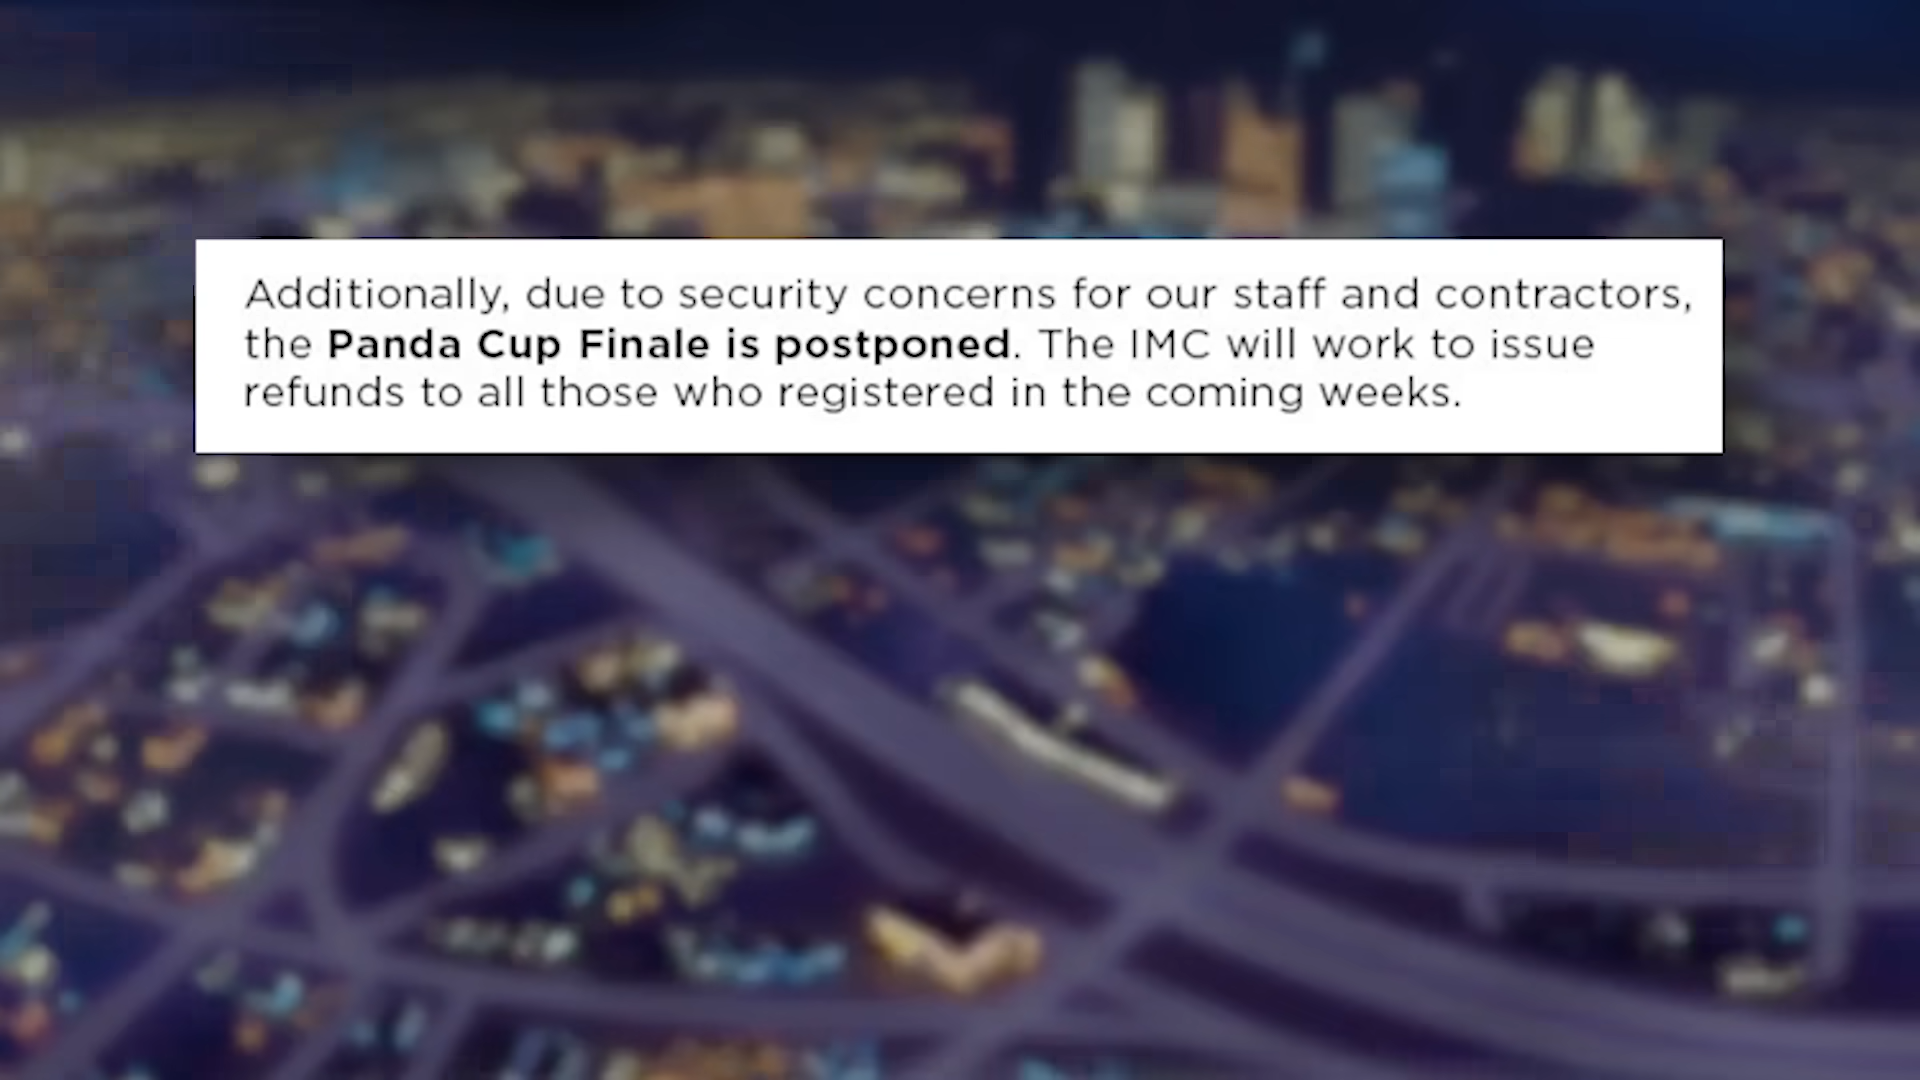 Additionally, due to security concerns for our staff and contractors,
the Panda Cup Finale is postponed. The IMC will work to issue
refunds to all those who registered in the coming weeks.